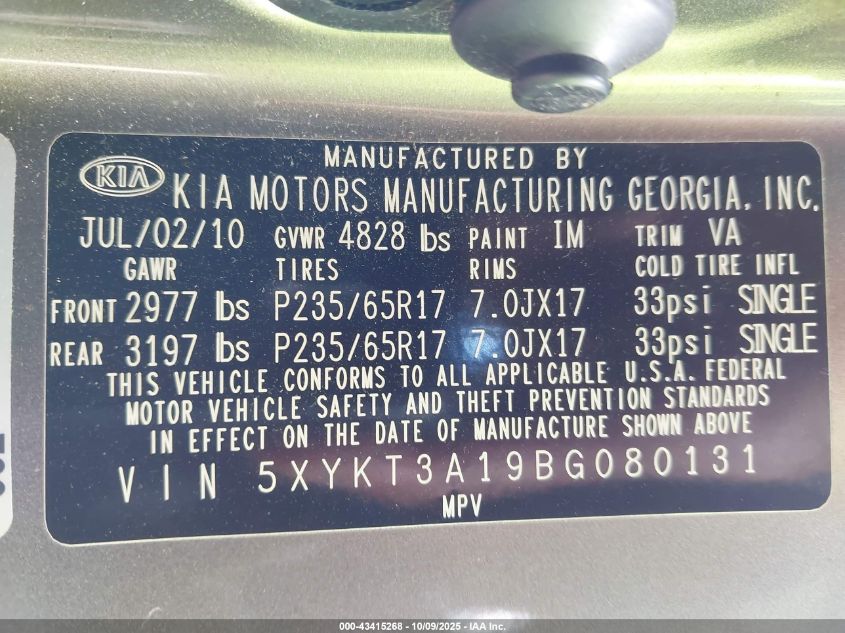 MANUFACTURED BY
KIA KIA MOTORS MANUFACTURING GEORGIA, INC.
JUL/02/10 GVWR 4828 lbs PAINT IM TRIM VA
GAWR TIRES RIMS COLD TIRE INFL
FRONT 2977 lbs P235/65R17 7.0JX17 33psi SINGLE
REAR 3197 lbs P235/65R17 7.0JX17 33psi SINGLE
THIS VEHICLE CONFORMS TO ALL APPLICABLE U.S.A. FEDERAL
MOTOR VEHICLE SAFETY AND THEFT PREVENTION STANDARDS
IN EFFECT ON THE DATE OF MANUFACTURE SHOWN ABOVE
VIN 5XYKT3A19BG080131
MPV
000-43415268 - 10/09/2025 - IAA Inc.